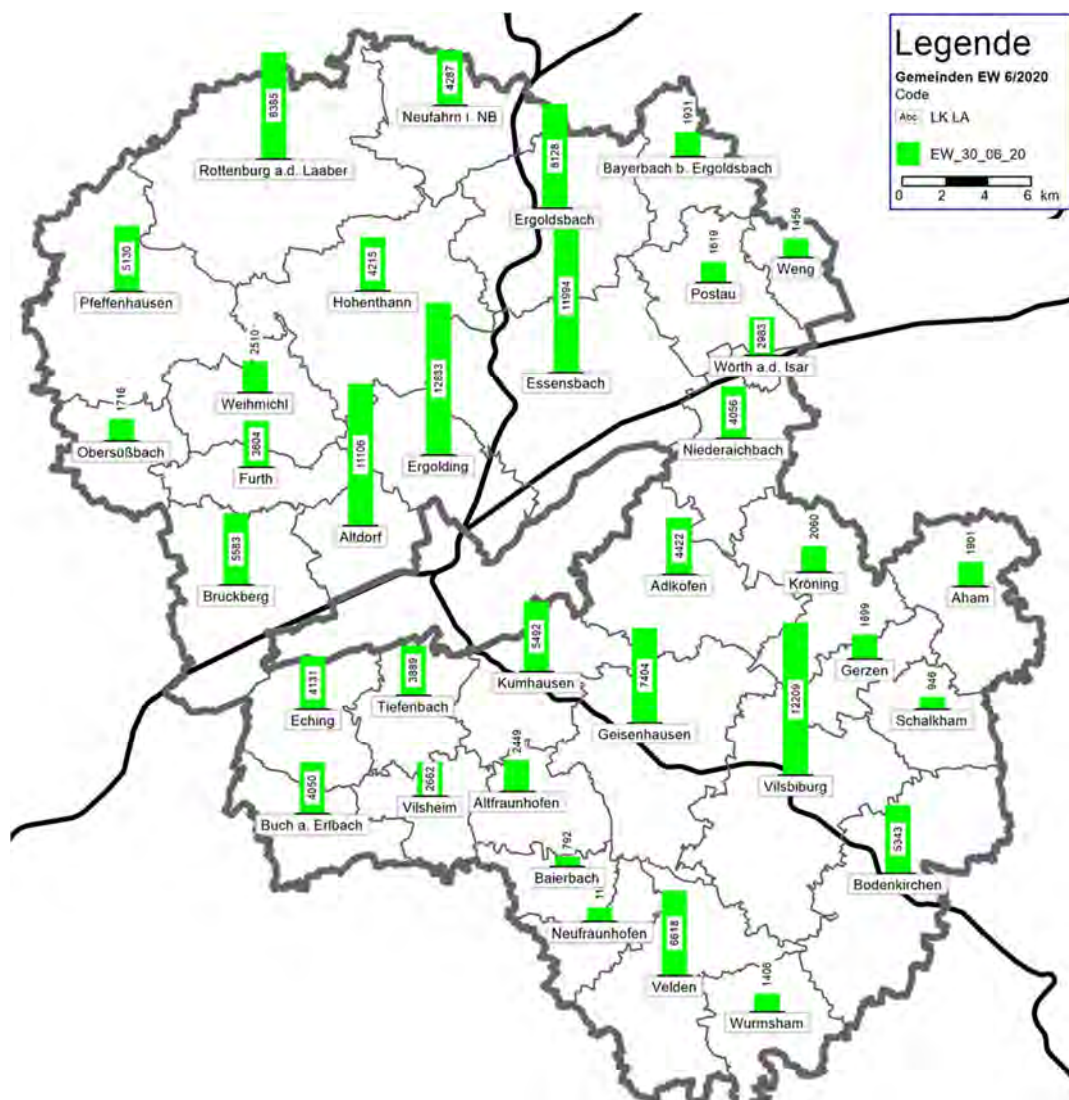 Legende
Gemeinden EW 6/2020
Code
Abc LK LA
EW_30_06_20
0 2 4 6 km
8385
Rottenburg a.d. Laaber
4287
Neufahrn i. NB
8128
Ergoldsbach
1931
Bayerbach b. Ergoldsbach
5130
Pfeffenhausen
4215
Hohenthann
11994
Essensbach
1619
Postau
1456
Weng
2983
Wörth a.d. Isar
2510
Weihmichl
1716
Obersüßbach
3604
Furth
11106
Altdorf
Ergolding
4056
Niederaichbach
5583
Bruckberg
4422
Adlkofen
2060
Kröning
1901
Aham
5492
Kumhausen
7404
Geisenhausen
12209
Vilsbiburg
1699
Gerzen
946
Schalkham
4131
Eching
3889
Tiefenbach
4050
Buch a. Erlbach
2662
Vilsheim
2449
Altfraunhofen
792
Baierbach
5343
Bodenkirchen
11
Neufraunhofen
6618
Velden
1406
Wurmsham